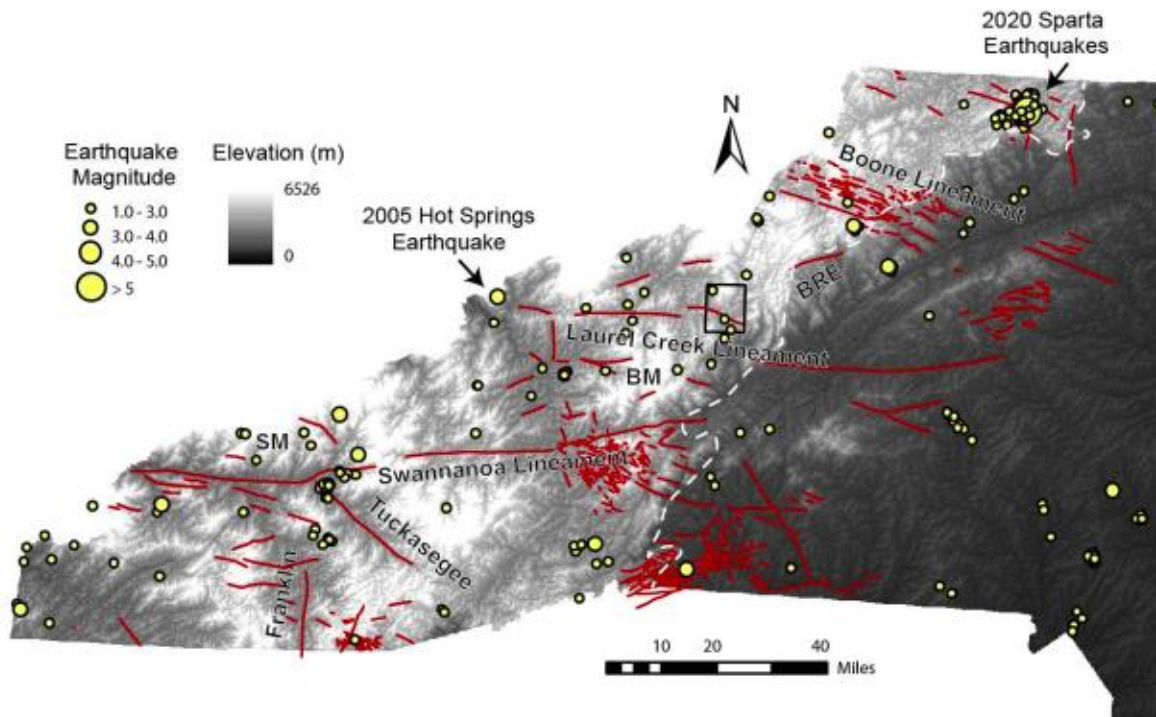 2020 Sparta
Earthquakes
N
Earthquake
Magnitude
1.0 - 3.0
3.0 - 4.0
4.0 - 5.0
> 5
Elevation (m)
6526
0
2005 Hot Springs
Earthquake
Boone Lineament
BRE
Laurel Creek Lineament
BM
SM
Swannanoa Lineament
Tuckasegee
Franklin
10 20 40
Miles